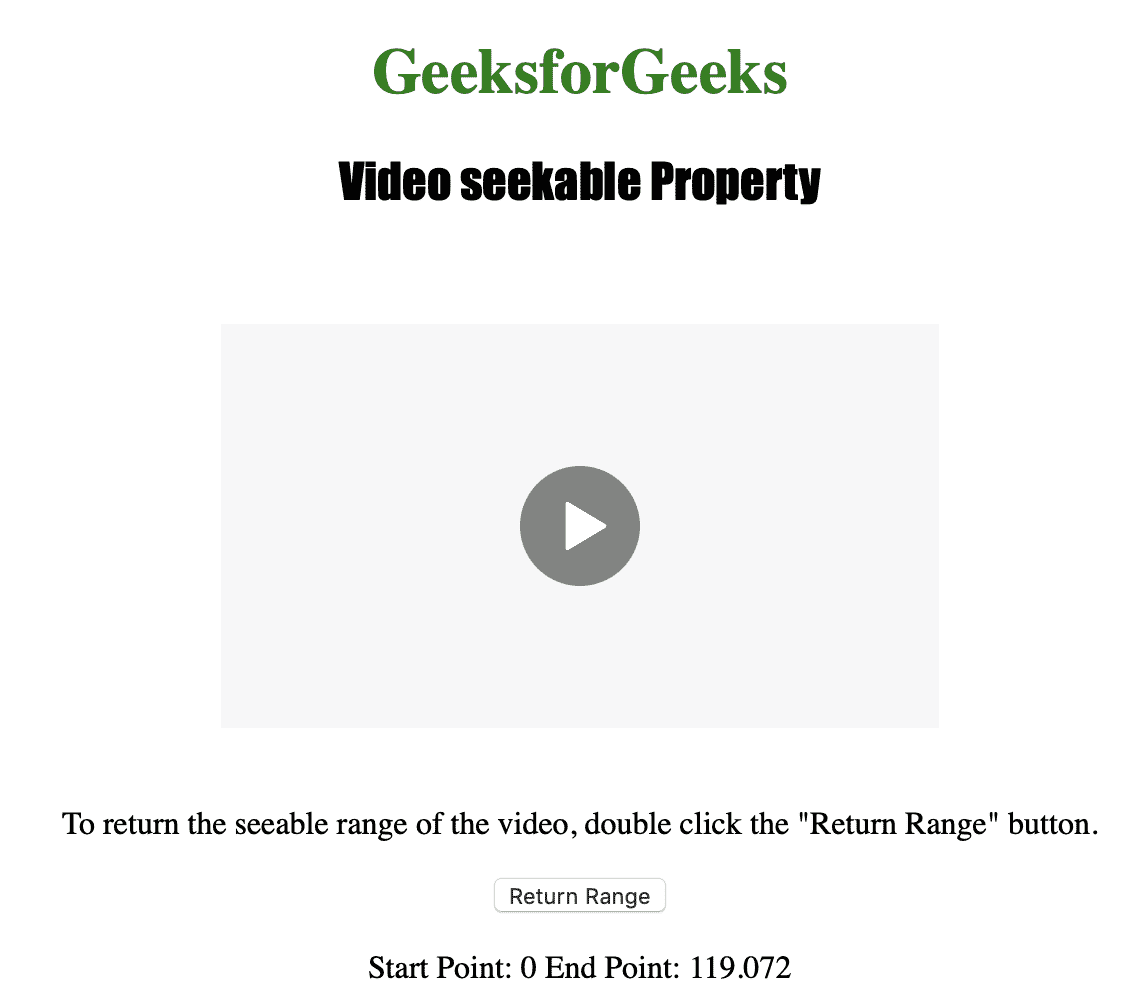 GeeksforGeeks
Video seekable Property
To return the seeable range of the video, double click the "Return Range" button.
Return Range
Start Point: 0 End Point: 119.072